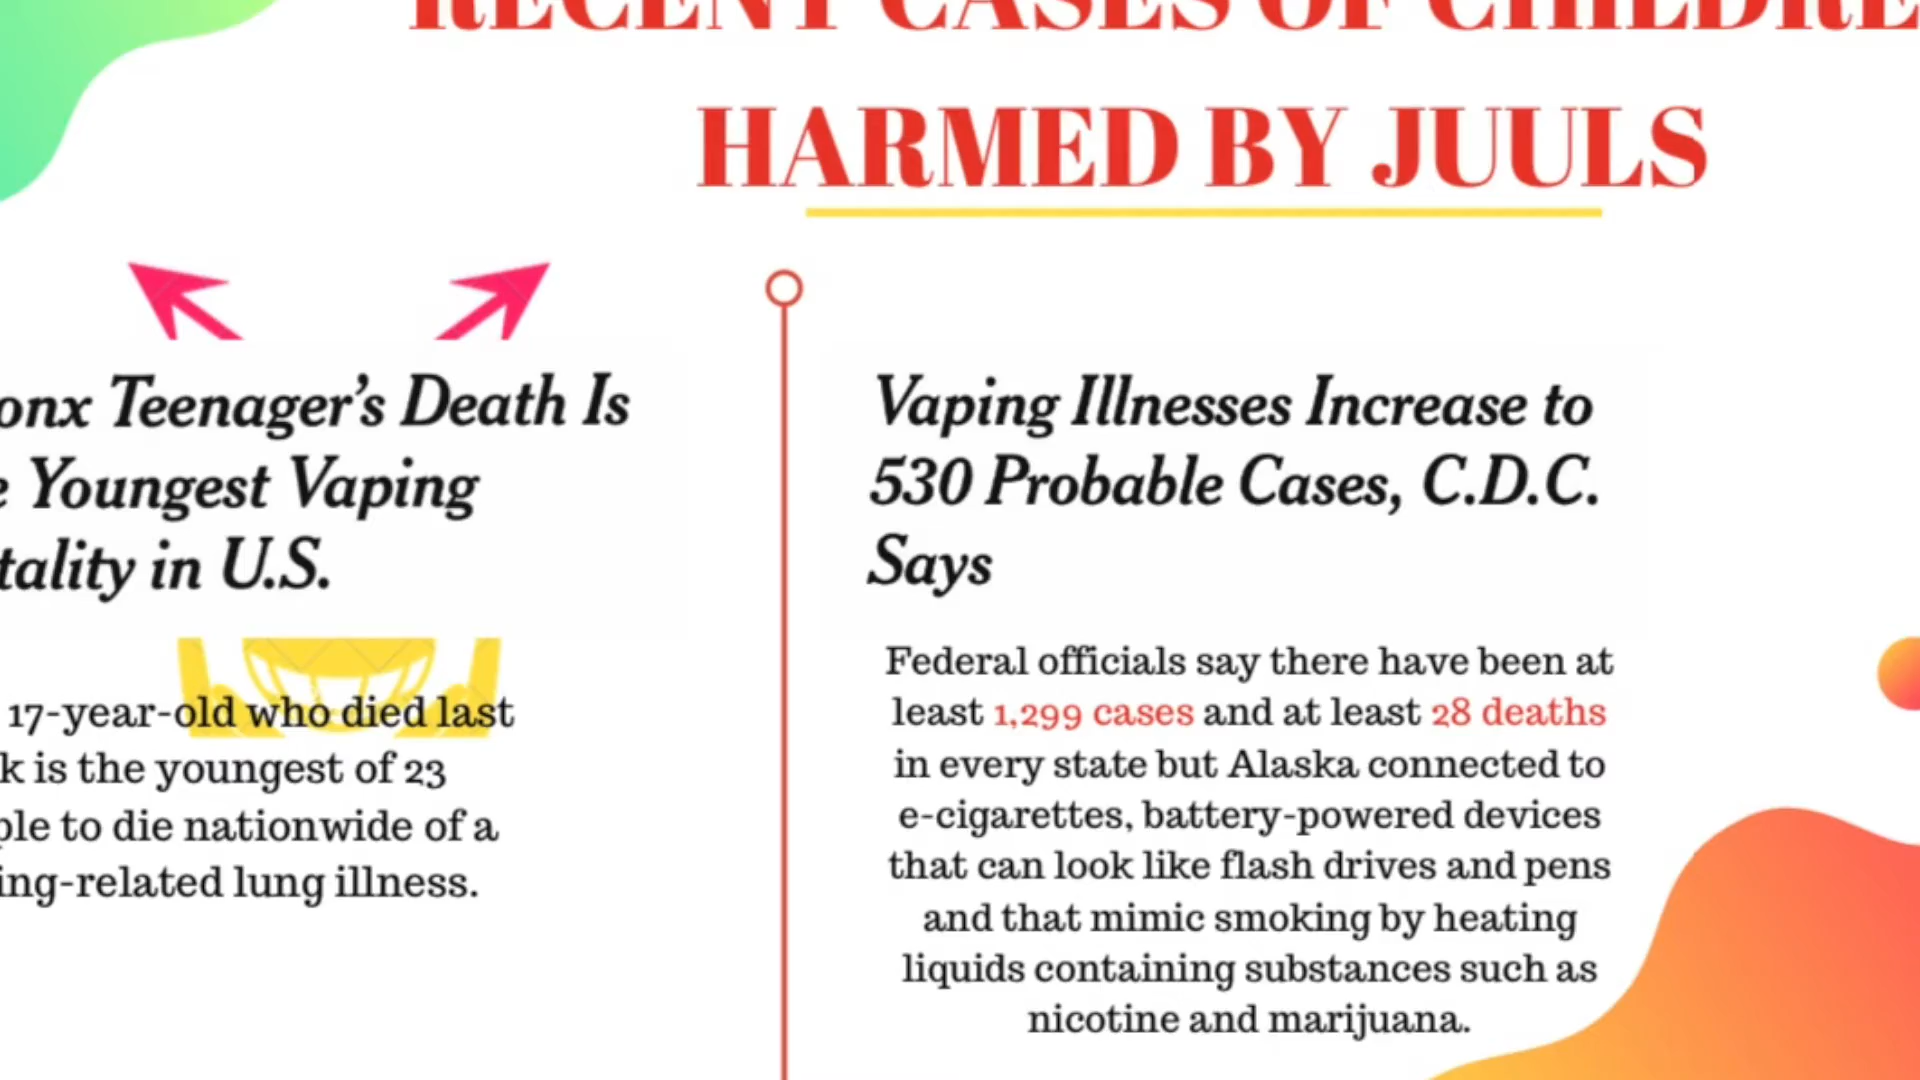 RECENT CASES OF CHILDRE
HARMED BY JUULS
onx Teenager's Death Is
e Youngest Vaping
tality in U.S.
17-year-old who died last
k is the youngest of 23
ple to die nationwide of a
ing-related lung illness.
Vaping Illnesses Increase to
530 Probable Cases, C.D.C.
Says
Federal officials say there have been at
least 1,299 cases and at least 28 deaths
in every state but Alaska connected to
e-cigarettes, battery-powered devices
that can look like flash drives and pens
and that mimic smoking by heating
liquids containing substances such as
nicotine and marijuana.